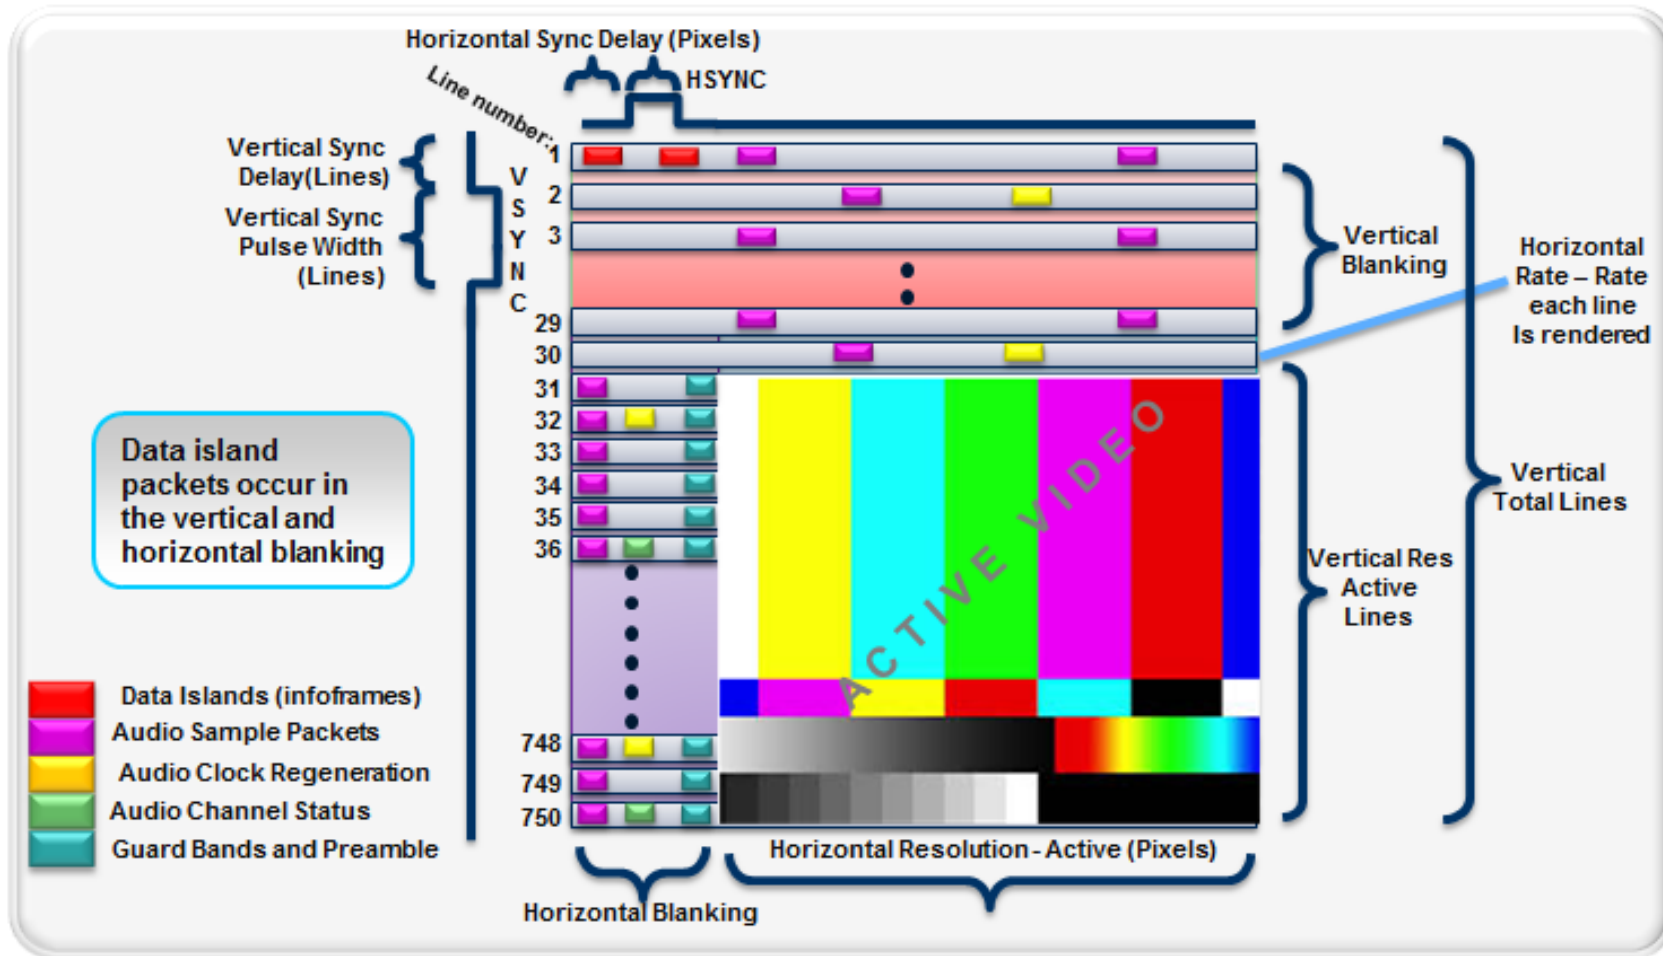 Horizontal Sync Delay (Pixels)
HSYNC
Line number:
Vertical Sync
Delay(Lines)
Vertical Sync
Pulse Width
(Lines)
V
S
Y
N
C
1
2
3
29
30
31
32
33
34
35
36
748
749
750
Vertical
Blanking
Horizontal
Rate – Rate
each line
Is rendered
Vertical
Total Lines
Vertical Res
Active
Lines
ACTIVE VIDEO
Data island
packets occur in
the vertical and
horizontal blanking
Data Islands (infoframes)
Audio Sample Packets
Audio Clock Regeneration
Audio Channel Status
Guard Bands and Preamble
Horizontal Resolution - Active (Pixels)
Horizontal Blanking